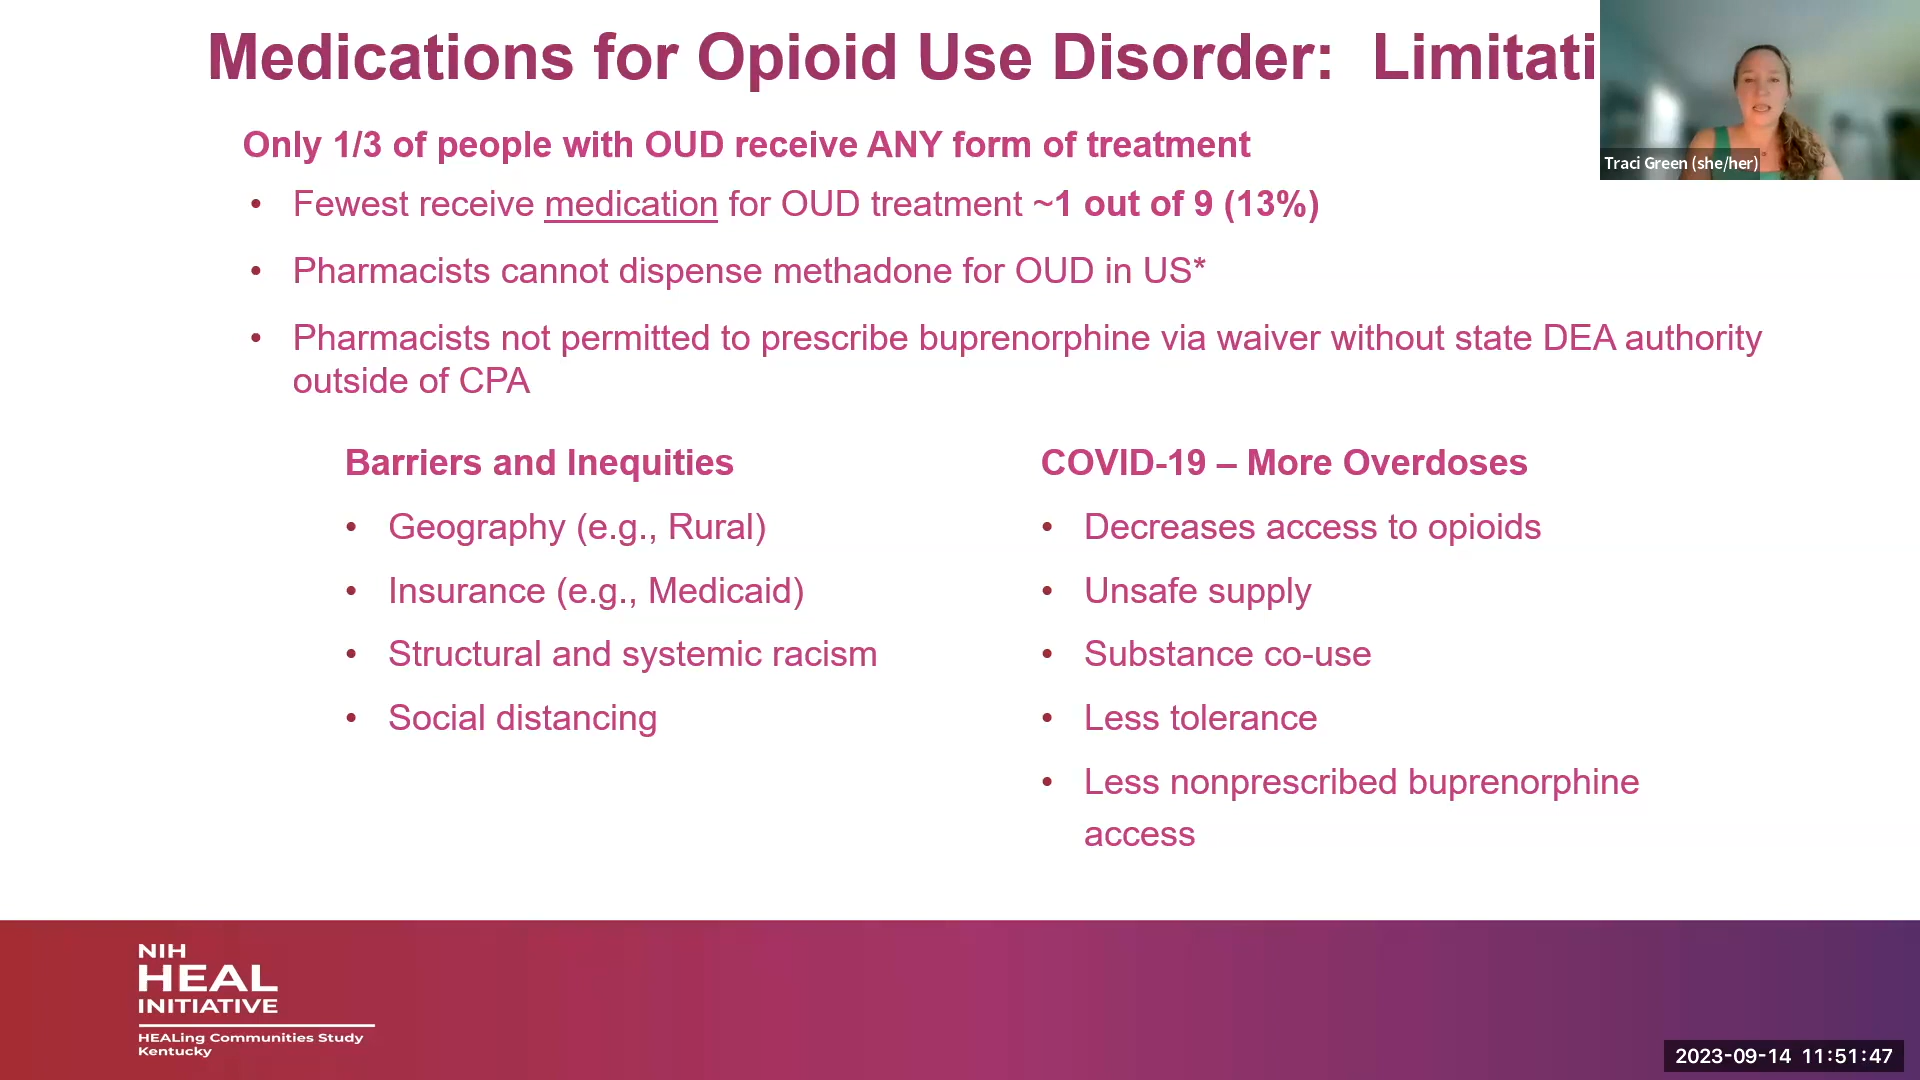 Medications for Opioid Use Disorder: Limitati
Traci Green (she/her)
Only 1/3 of people with OUD receive ANY form of treatment
• Fewest receive medication for OUD treatment ~1 out of 9 (13%)
• Pharmacists cannot dispense methadone for OUD in US*
• Pharmacists not permitted to prescribe buprenorphine via waiver without state DEA authority
outside of CPA
Barriers and Inequities
• Geography (e.g., Rural)
• Insurance (e.g., Medicaid)
• Structural and systemic racism
• Social distancing
COVID-19 – More Overdoses
• Decreases access to opioids
• Unsafe supply
• Substance co-use
• Less tolerance
• Less nonprescribed buprenorphine
access
NIH
HEAL
INITIATIVE
HEALing Communities Study
Kentucky
2023-09-14 11:51:47